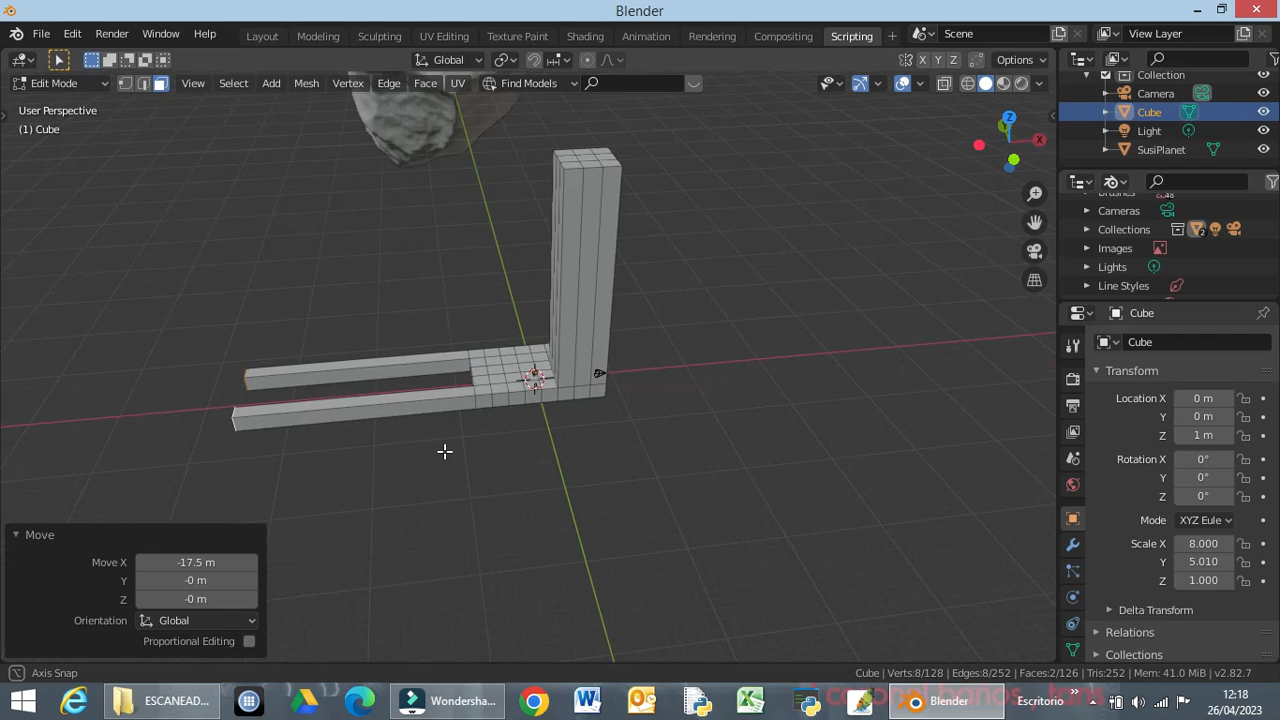 Blender
File Edit Render Window Help Layout Modeling Sculpting UV Editing Texture Paint Shading Animation Rendering Compositing Scripting Scene View Layer
Global X Y Z Options
Edit Mode View Select Add Mesh Vertex Edge Face UV Find Models
User Perspective
(1) Cube
Z
X
Collection
Camera
Cube
Light
SusiPlanet
Cameras
Collections 2
Images
Lights
Line Styles
Cube
Cube
Transform
Location X 0 m
Y 0 m
Z 1 m
Rotation X 0°
Y 0°
Z 0°
Mode XYZ Eule
Scale X 8.000
Y 5.010
Z 1.000
Delta Transform
Relations
Collections
Move
Move X -17.5 m
Y -0 m
Z -0 m
Orientation Global
Proportional Editing
Axis Snap Cube | Verts:8/128 | Edges:8/252 | Faces:2/126 | Tris:252 | Mem: 41.0 MiB | v2.82.7
ESCANEAD... Wondersha... Blender Escritorio 12:18
26/04/2023